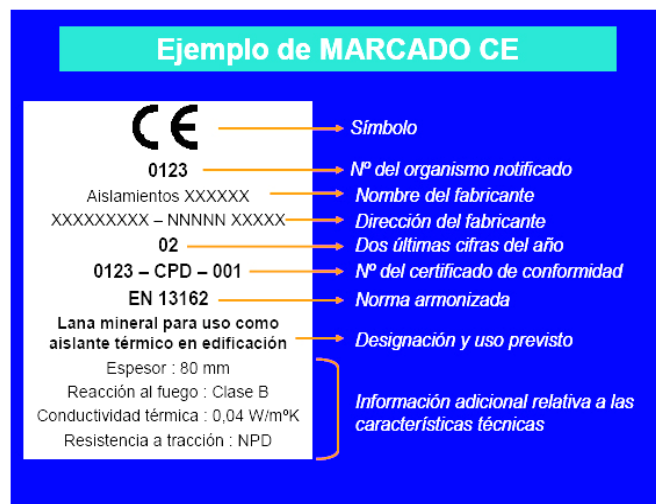 Ejemplo de MARCADO CE
CE
Símbolo
0123
Nº del organismo notificado
Aislamientos XXXXXX
Nombre del fabricante
XXXXXXXXX – NNNNN XXXXX
Dirección del fabricante
02
Dos últimas cifras del año
0123 – CPD – 001
Nº del certificado de conformidad
EN 13162
Norma armonizada
Lana mineral para uso como
aislante térmico en edificación
Designación y uso previsto
Espesor : 80 mm
Reacción al fuego : Clase B
Conductividad térmica : 0,04 W/mºK
Resistencia a tracción : NPD
Información adicional relativa a las
características técnicas